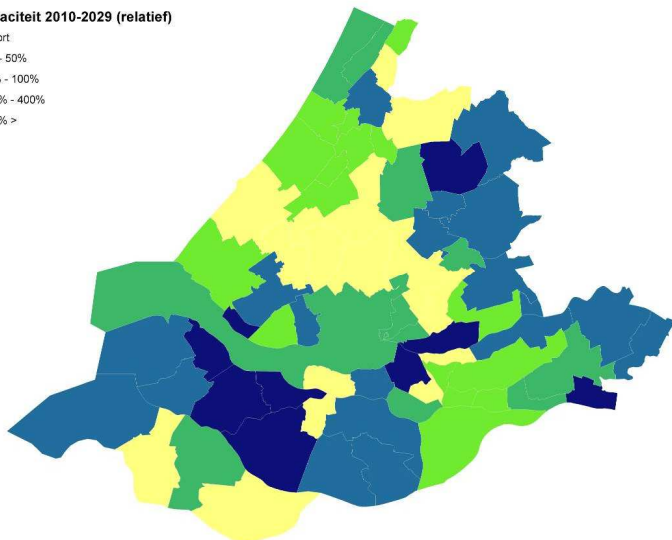 aciteit 2010-2029 (relatief)
ort
- 50%
- 100%
% - 400%
% >